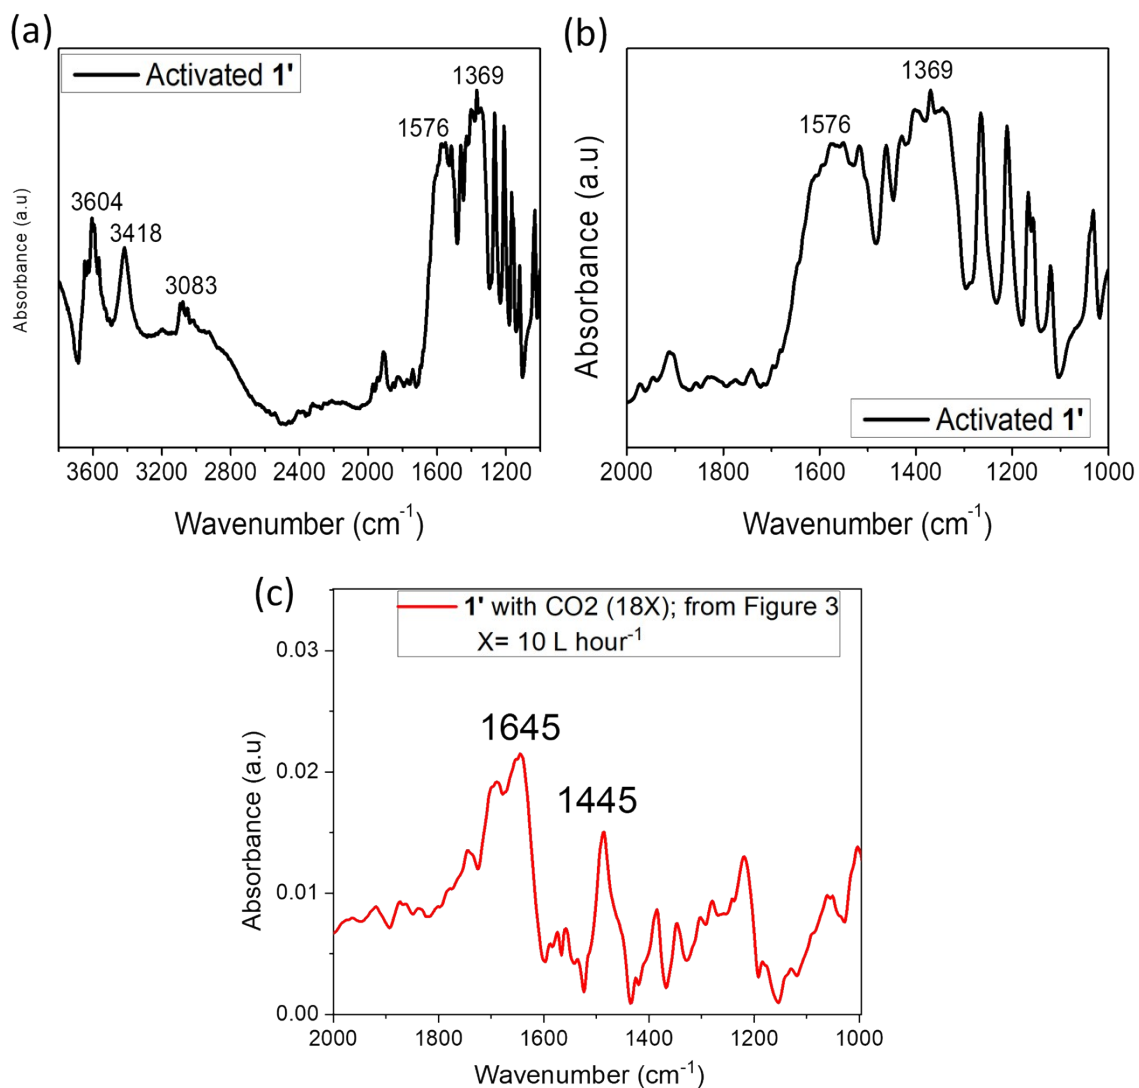 (a)
Activated 1'
1369
1576
3604
3418
3083
Absorbance (a.u)
3600 3200 2800 2400 2000 1600 1200
Wavenumber (cm⁻¹)
(b)
1369
1576
Absorbance (a.u)
Activated 1'
2000 1800 1600 1400 1200 1000
Wavenumber (cm⁻¹)
(c)
1' with CO2 (18X); from Figure 3
X= 10 L hour⁻¹
0.03
1645
1445
0.02
0.01
0.00
Absorbance (a.u)
2000 1800 1600 1400 1200 1000
Wavenumber (cm⁻¹)